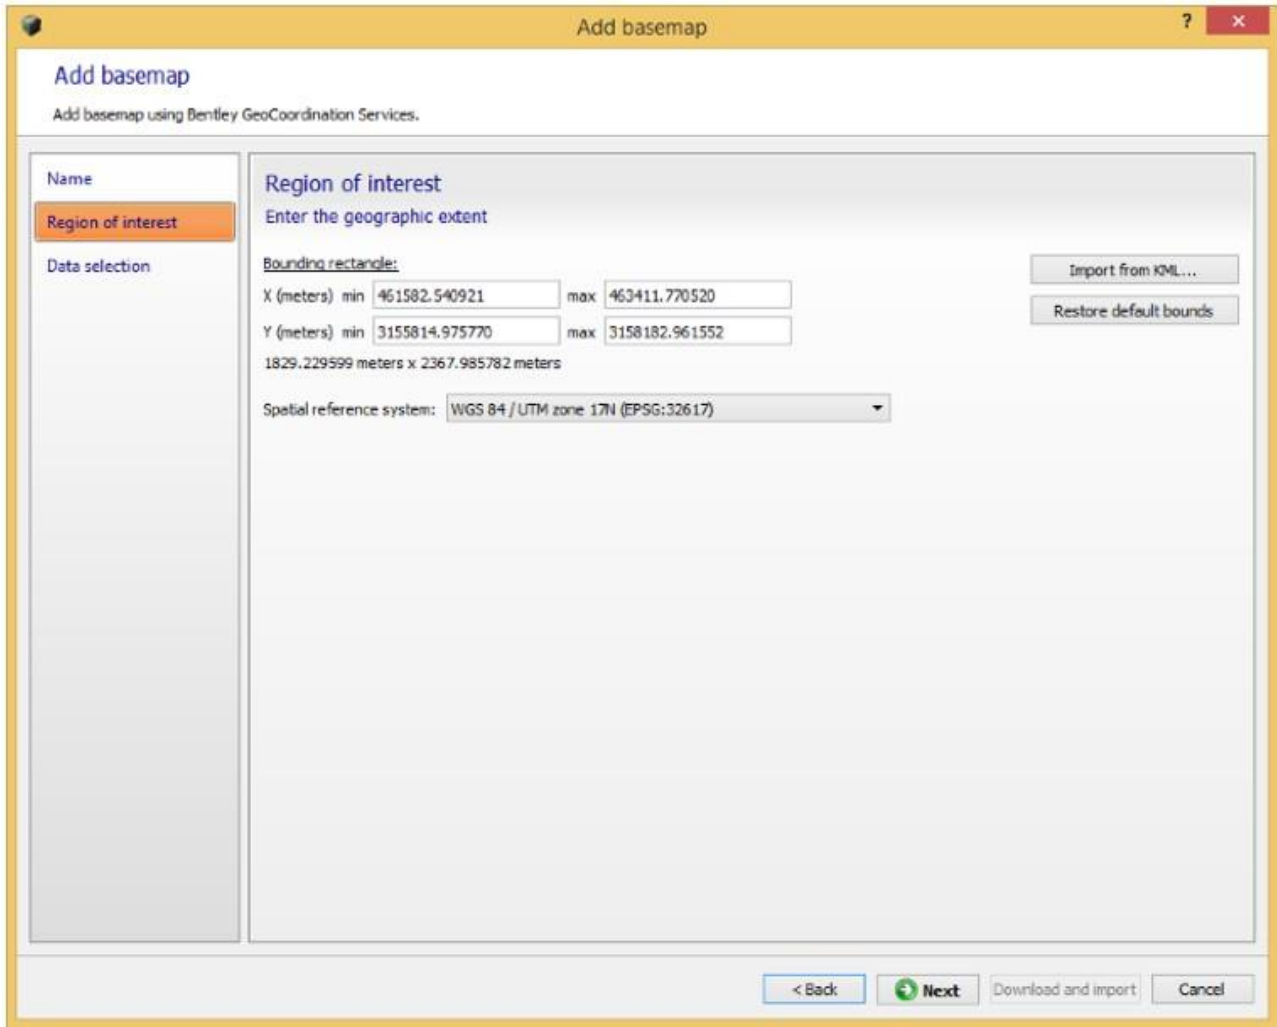 Add basemap
? ×
Add basemap
Add basemap using Bentley GeoCoordination Services.
Name
Region of interest
Data selection
Region of interest
Enter the geographic extent
Bounding rectangle:
X (meters) min 461582.540921 max 463411.770520
Y (meters) min 3155814.975770 max 3158182.961552
1829.229599 meters x 2367.985782 meters
Spatial reference system: WGS 84 / UTM zone 17N (EPSG:32617)
Import from KML...
Restore default bounds
< Back Next Download and import Cancel